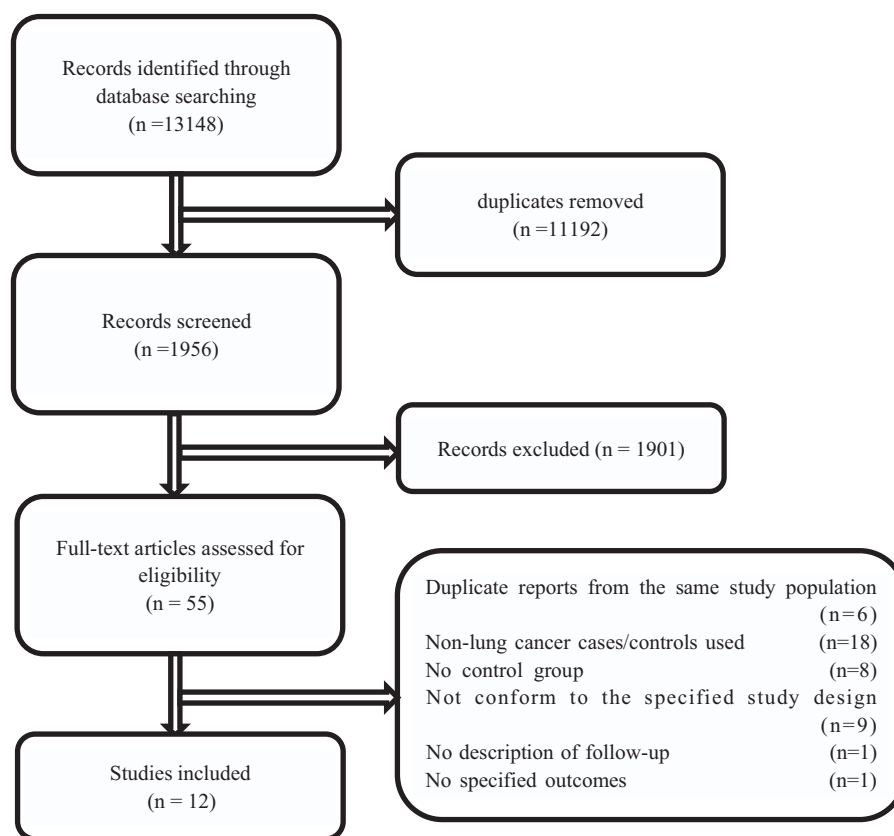 Records identified through
database searching
(n =13148)
duplicates removed
(n =11192)
Records screened
(n =1956)
Records excluded (n = 1901)
Full-text articles assessed for
eligibility
(n = 55)
Duplicate reports from the same study population
(n=6)
Non-lung cancer cases/controls used (n=18)
No control group (n=8)
Not conform to the specified study design
(n=9)
No description of follow-up (n=1)
No specified outcomes (n=1)
Studies included
(n = 12)